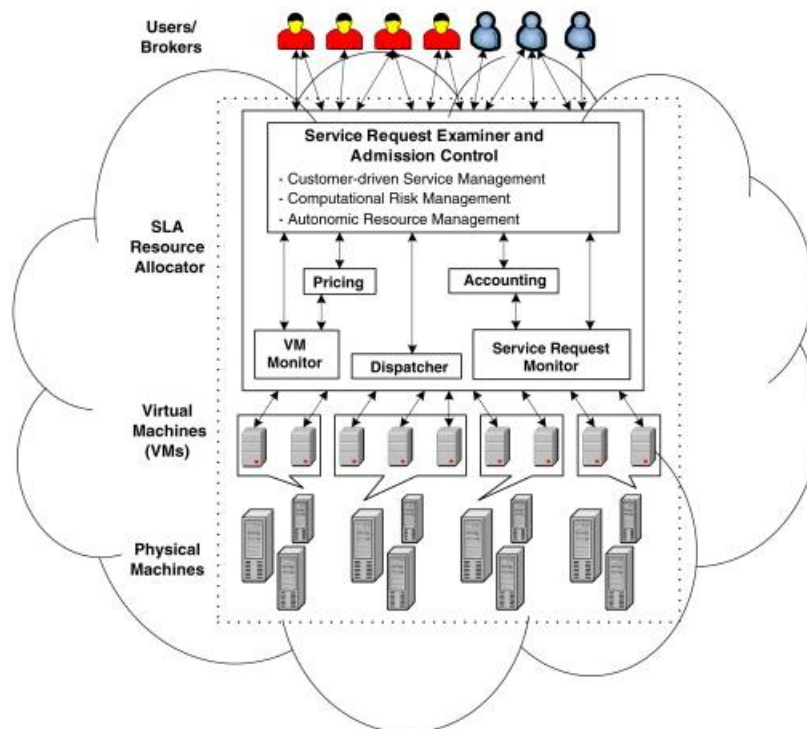 Users/
Brokers
Service Request Examiner and
Admission Control
- Customer-driven Service Management
- Computational Risk Management
- Autonomic Resource Management
SLA
Resource
Allocator
Pricing
Accounting
VM
Monitor
Dispatcher
Service Request
Monitor
Virtual
Machines
(VMs)
Physical
Machines